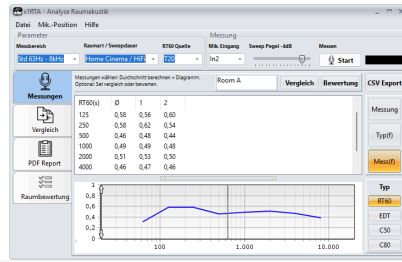 s1RTA - Analyse Raumakustik
Datei Mik.-Position Hilfe
Parameter Messung
Messbereich Raumart / Sweepdauer RT60 Quelle Mik. Eingang Sweep Pegel -4dB Messen
Std 63Hz - 8kHz Home Cinema / HiFi T20 In2 Start
Messungen
Vergleich
PDF Report
Raumbewertung
Messungen wählen: Durchschnitt berechnen + Diagramm.
Optional: Set vergleich oder bewerten.
Room A
Vergleich Bewertung CSV Export
RT60(s) Ø 1 2
125 0,58 0,56 0,60
250 0,58 0,62 0,54
500 0,46 0,48 0,44
1000 0,49 0,49 0,48
2000 0,51 0,53 0,50
4000 0,46 0,47 0,46
Messung
Typ(f)
Mess(f)
Typ
RT60
EDT
C50
C80
1
0,8
0,6
0,4
0,2
0
100 1.000 10.000